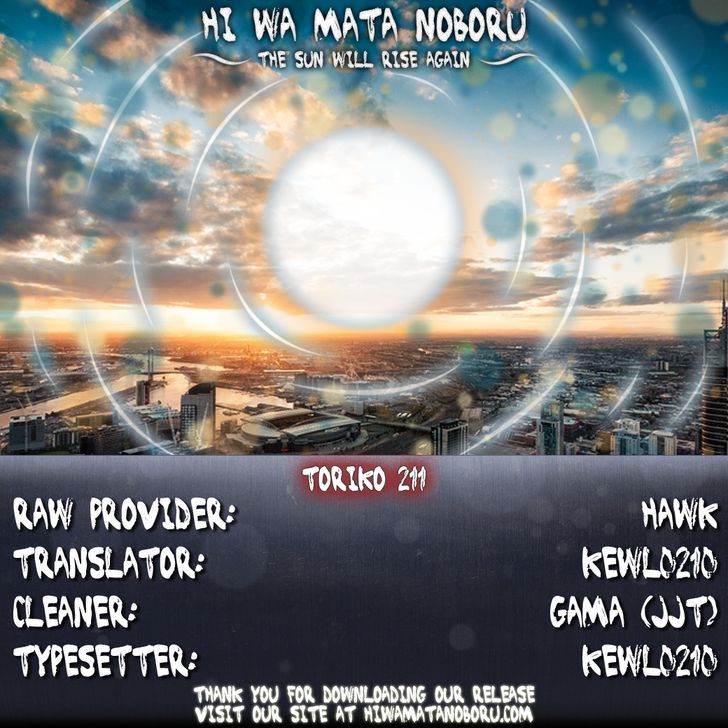 HI WA MATA NOBORU
THE SUN WILL RISE AGAIN
TORIKO 211
RAW PROVIDER: HAWK
TRANSLATOR: KEWL0210
CLEANER: GAMA (JJT)
TYPESETTER: KEWL0210
THANK YOU FOR DOWNLOADING OUR RELEASE
VISIT OUR SITE AT HIWAMATANOBORU.COM